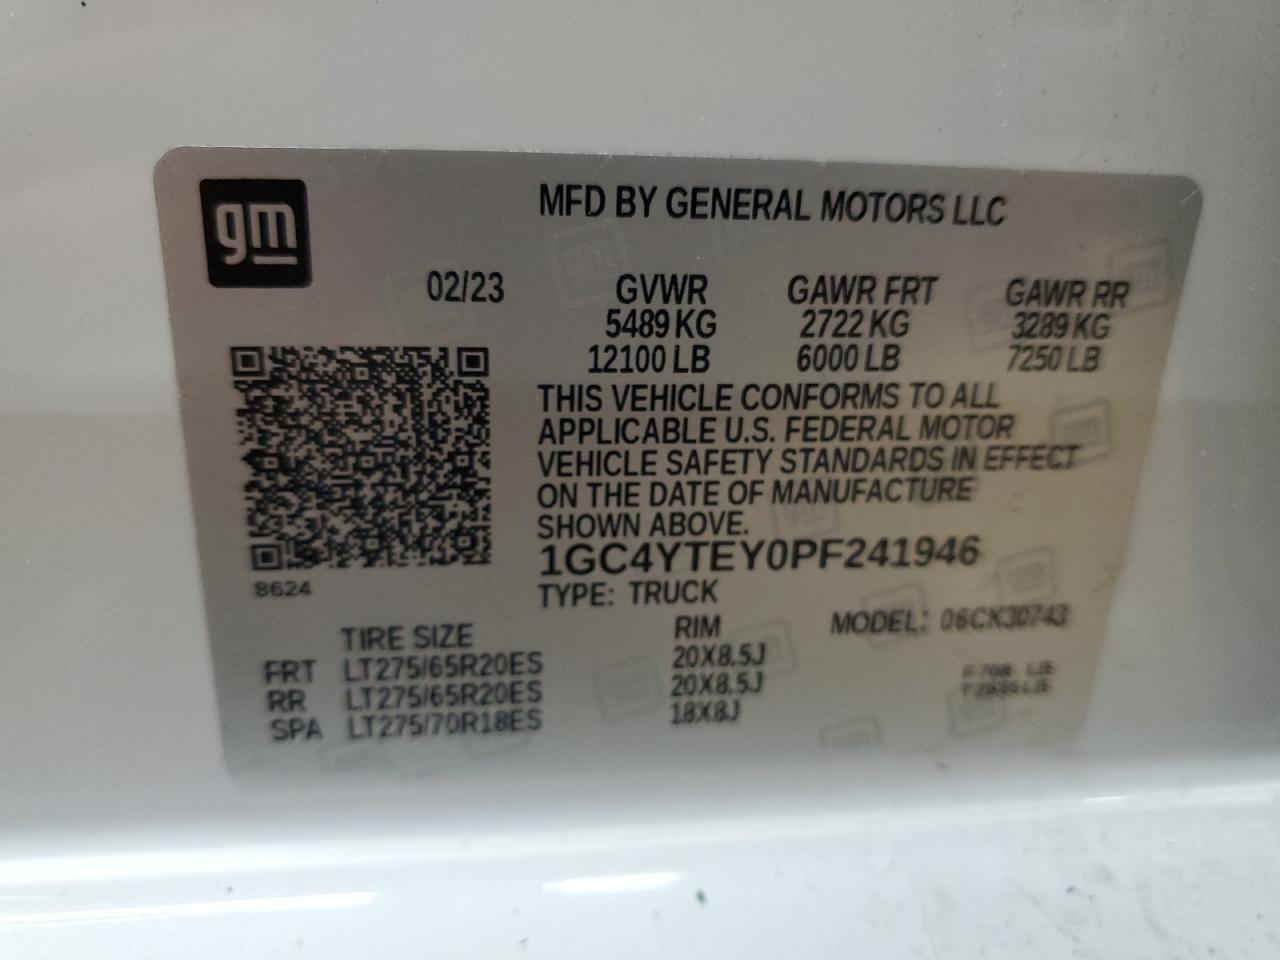 gm
MFD BY GENERAL MOTORS LLC
02/23 GVWR GAWR FRT GAWR RR
5489 KG 2722 KG 3289 KG
12100 LB 6000 LB 7250 LB
THIS VEHICLE CONFORMS TO ALL
APPLICABLE U.S. FEDERAL MOTOR
VEHICLE SAFETY STANDARDS IN EFFECT
ON THE DATE OF MANUFACTURE
SHOWN ABOVE.
1GC4YTEY0PF241946
8624
TYPE: TRUCK
TIRE SIZE RIM MODEL: 06CK30743
FRT LT275/65R20ES 20X8.5J
RR LT275/65R20ES 20X8.5J
SPA LT275/70R18ES 18X8J
LB
LB